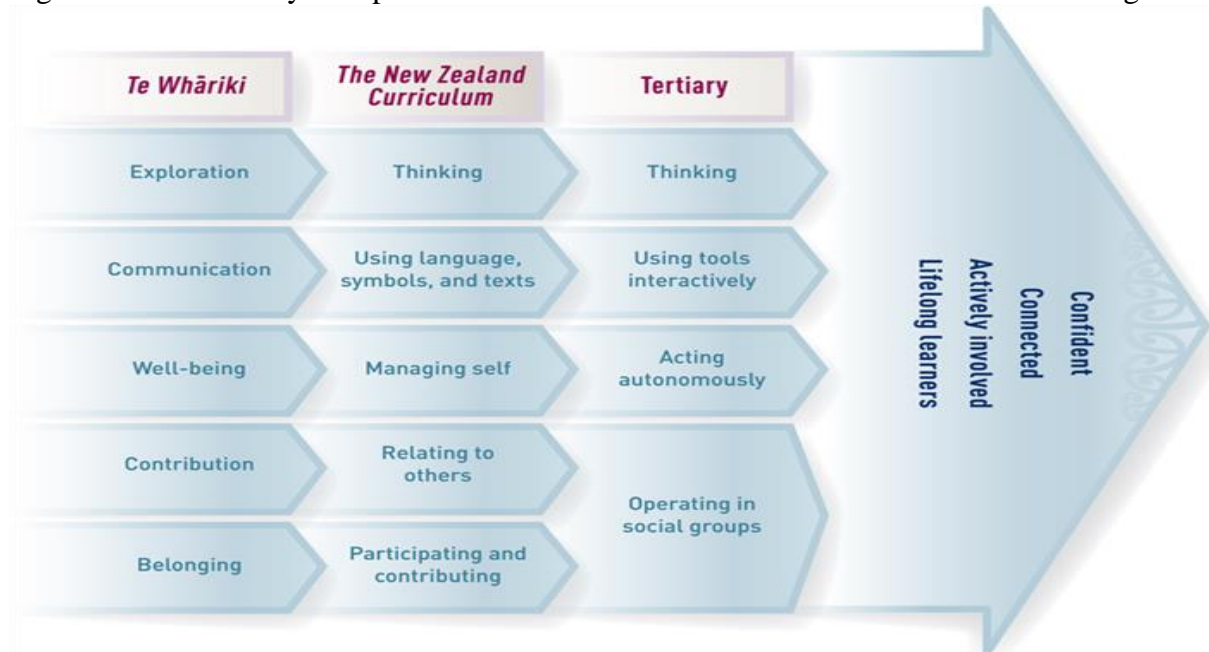 Te Whāriki
The New Zealand
Curriculum
Tertiary
Exploration
Thinking
Thinking
Communication
Using language,
symbols, and texts
Using tools
interactively
Well-being
Managing self
Acting
autonomously
Contribution
Relating to
others
Operating in
social groups
Belonging
Participating and
contributing
Confident
Connected
Actively involved
Lifelong learners